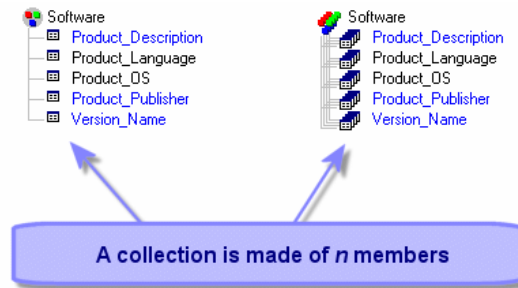 Software
Product_Description
Product_Language
Product_OS
Product_Publisher
Version_Name
Software
Product_Description
Product_Language
Product_OS
Product_Publisher
Version_Name
A collection is made of n members